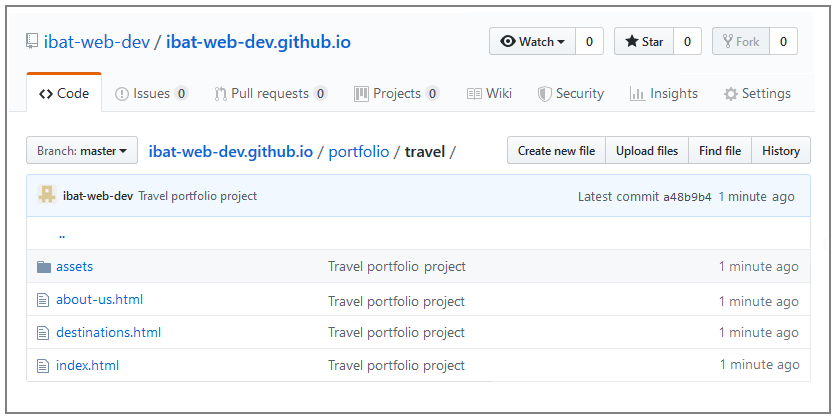 ibat-web-dev / ibat-web-dev.github.io Watch 0 Star 0 Fork 0
Code Issues 0 Pull requests 0 Projects 0 Wiki Security Insights Settings
Branch: master ibat-web-dev.github.io / portfolio / travel / Create new file Upload files Find file History
ibat-web-dev Travel portfolio project Latest commit a48b9b4 1 minute ago
..
assets Travel portfolio project 1 minute ago
about-us.html Travel portfolio project 1 minute ago
destinations.html Travel portfolio project 1 minute ago
index.html Travel portfolio project 1 minute ago